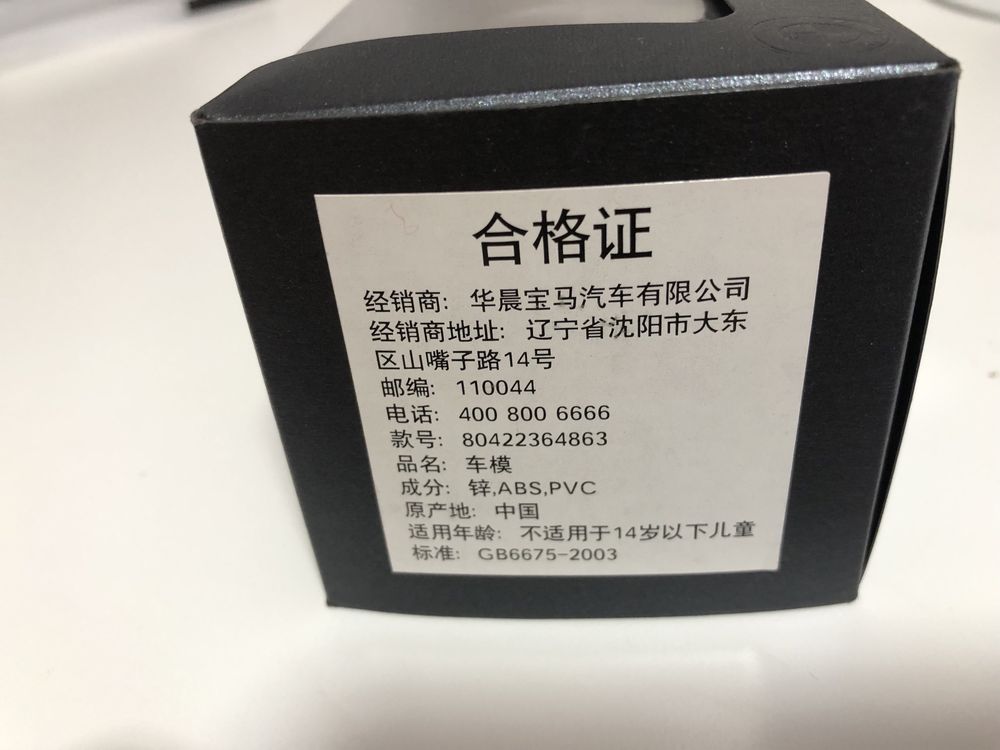 合格证
经销商: 华晨宝马汽车有限公司
经销商地址: 辽宁省沈阳市大东
区山嘴子路14号
邮编: 110044
电话: 400 800 6666
款号: 80422364863
品名: 车模
成分: 锌,ABS,PVC
原产地: 中国
适用年龄: 不适用于14岁以下儿童
标准: GB6675-2003